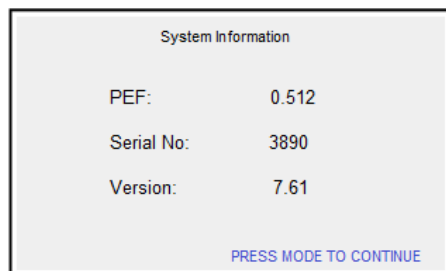 System Information
PEF: 0.512
Serial No: 3890
Version: 7.61
PRESS MODE TO CONTINUE